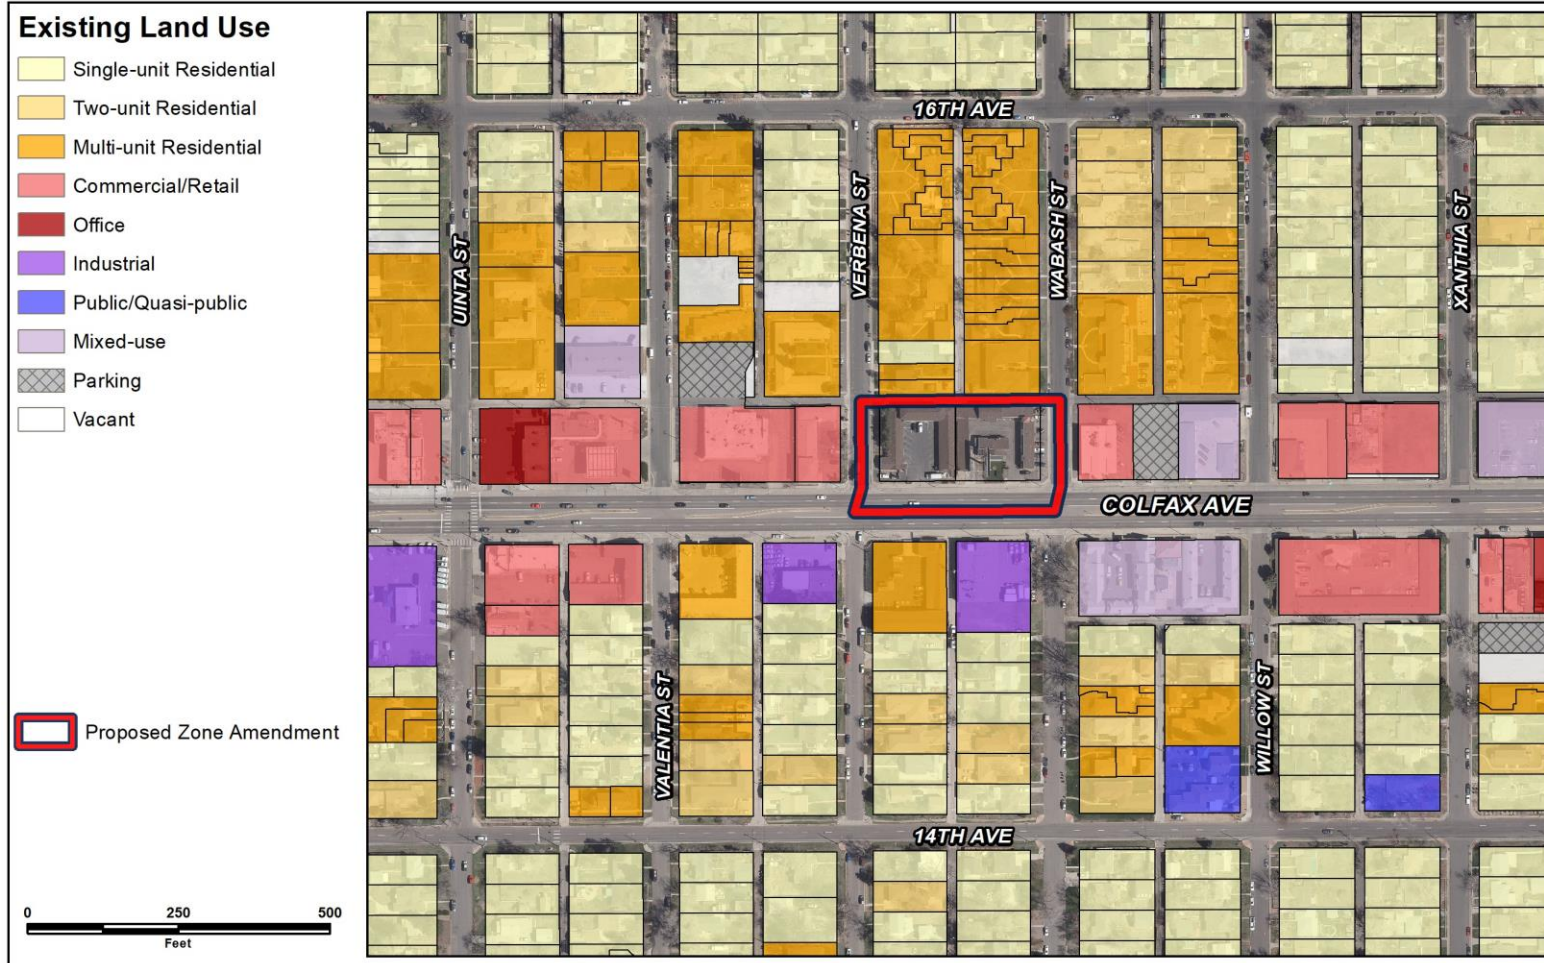 Existing Land Use
Single-unit Residential
Two-unit Residential
Multi-unit Residential
Commercial/Retail
Office
Industrial
Public/Quasi-public
Mixed-use
Parking
Vacant
Proposed Zone Amendment
0 250 500
Feet
16TH AVE
UINTA ST
VERBENA ST
WABASH ST
XANTHIA ST
COLFAX AVE
VALENTIA ST
WILLOW ST
14TH AVE